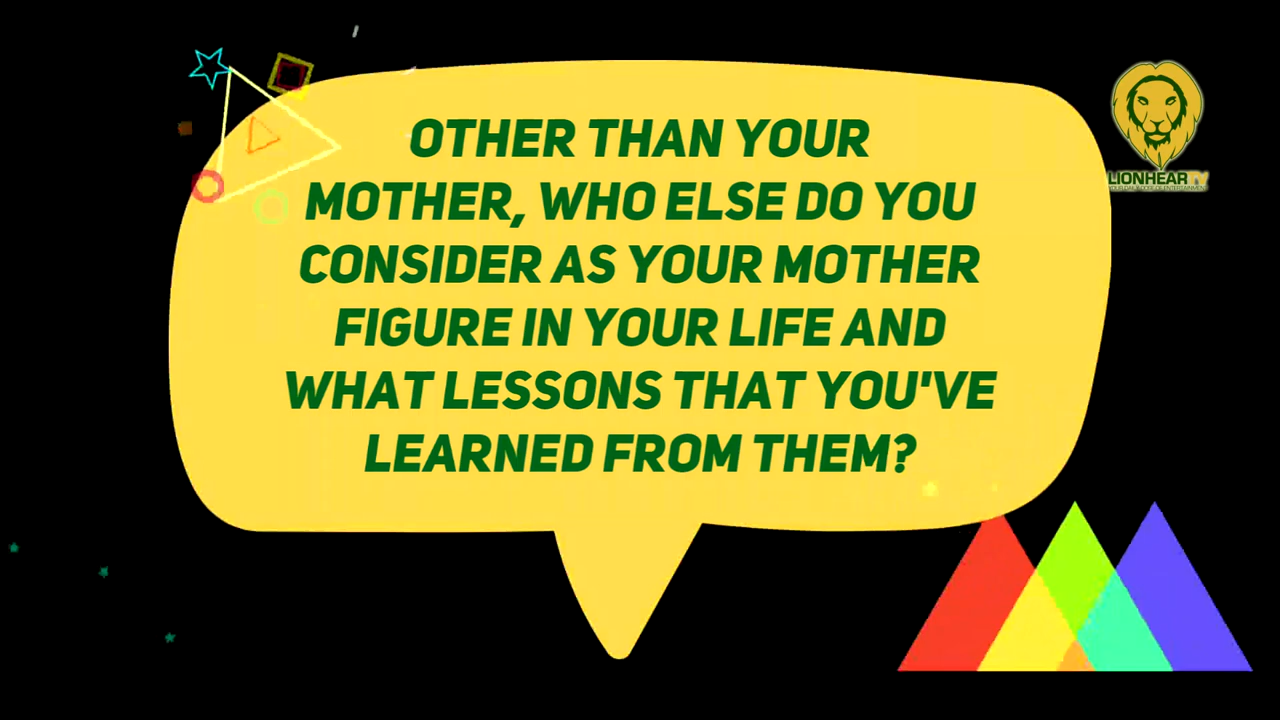 OTHER THAN YOUR
MOTHER, WHO ELSE DO YOU
CONSIDER AS YOUR MOTHER
FIGURE IN YOUR LIFE AND
WHAT LESSONS THAT YOU'VE
LEARNED FROM THEM?
LIONHEARTV